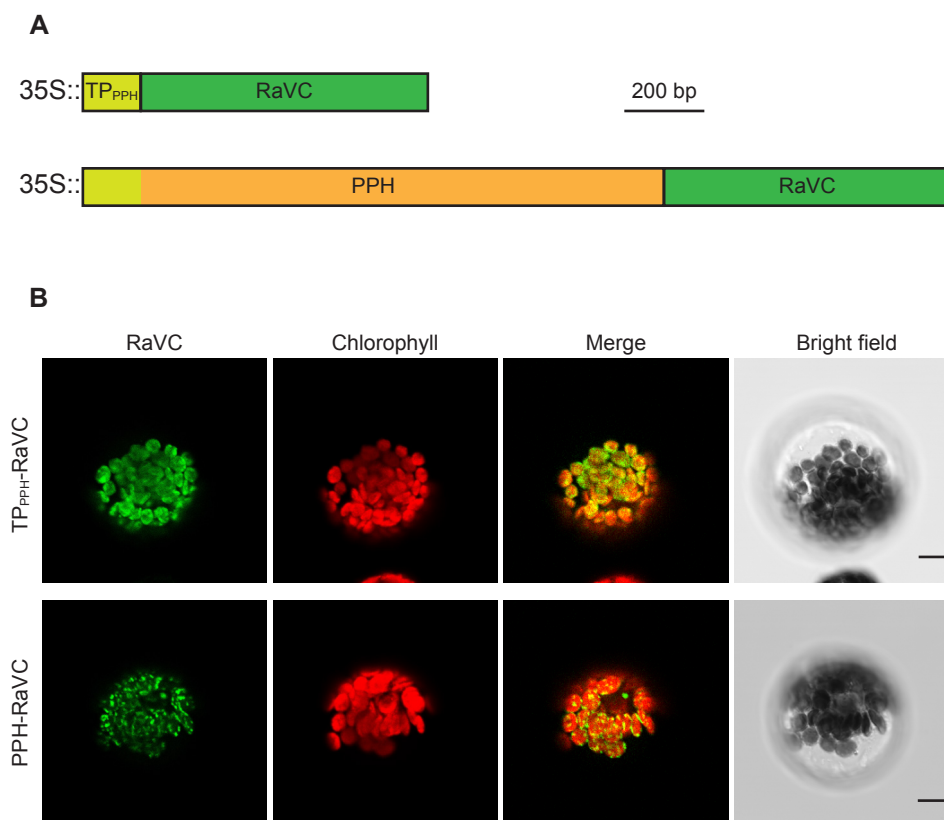 A
35S:: TPPPH RaVC 200 bp
35S:: PPH RaVC
B
RaVC Chlorophyll Merge Bright field
TPPPH-RaVC
PPH-RaVC